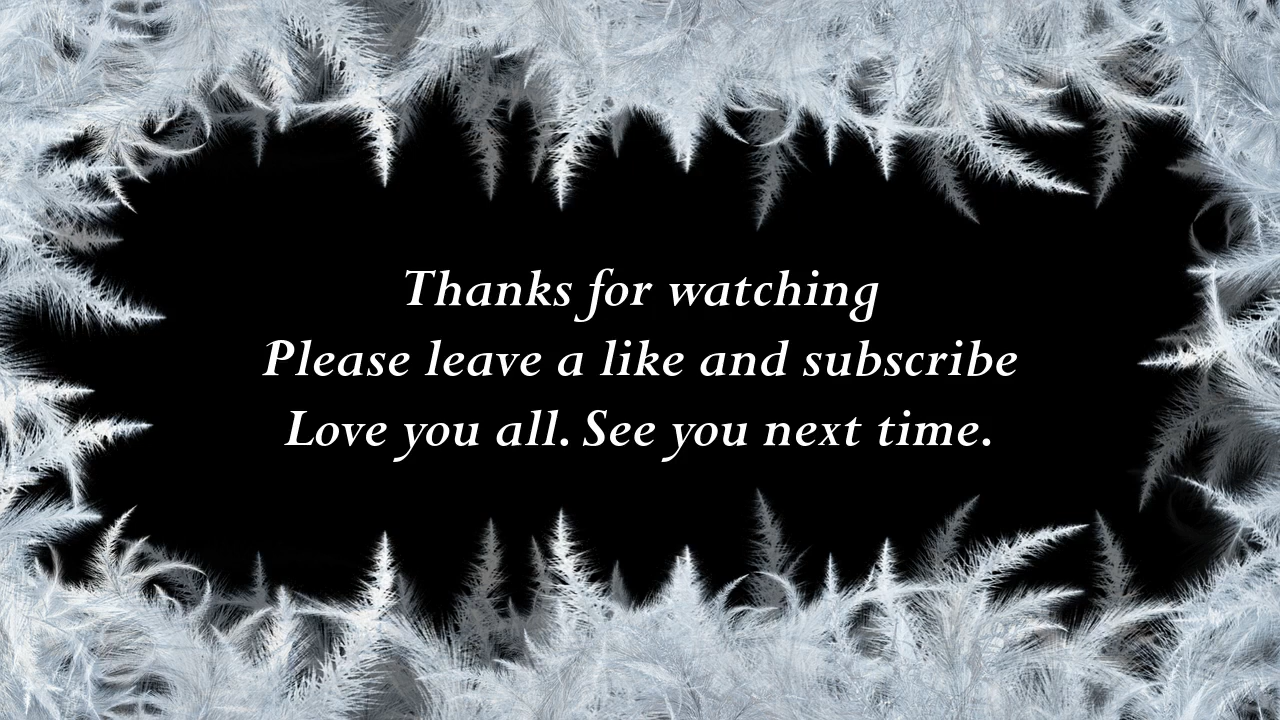 Thanks for watching
Please leave a like and subscribe
Love you all. See you next time.